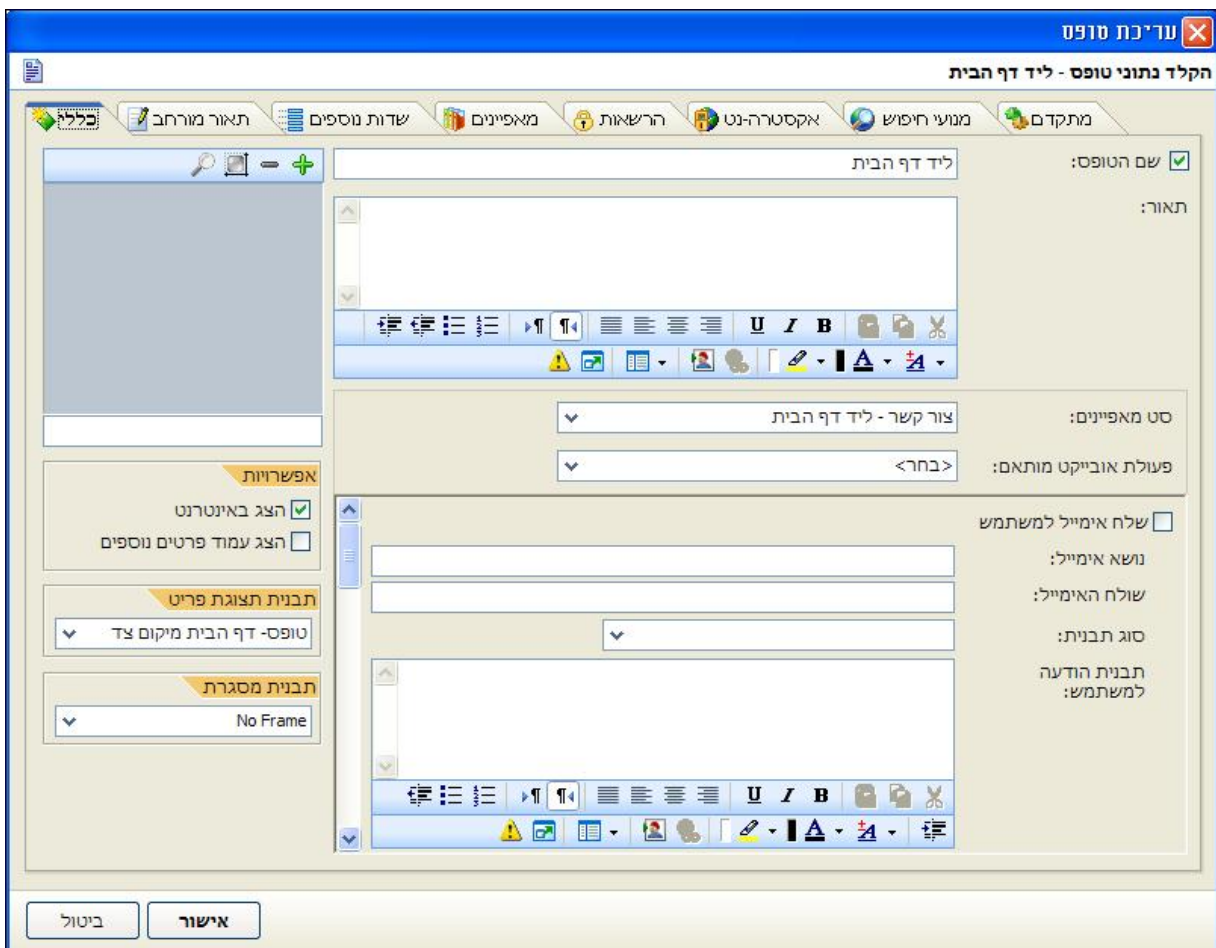 עריכת טופס
הקלד נתוני טופס - ליד דף הבית
מתקדם
מנועי חיפוש
אקסטרה-נט
הרשאות
מאפיינים
שדות נוספים
תאור מורחב
כללי
שם הטופס:
ליד דף הבית
תאור:
U I B
A A
סט מאפיינים:
צור קשר - ליד דף הבית
פעולת אובייקט מותאם:
<בחר>
שלח אימייל למשתמש
נושא אימייל:
שולח האימייל:
סוג תבנית:
תבנית הודעה
למשתמש:
U I B
A A
אפשרויות
הצג באינטרנט
הצג עמוד פרטים נוספים
תבנית תצוגת פריט
טופס- דף הבית מיקום צד
תבנית מסגרת
No Frame
אישור
ביטול